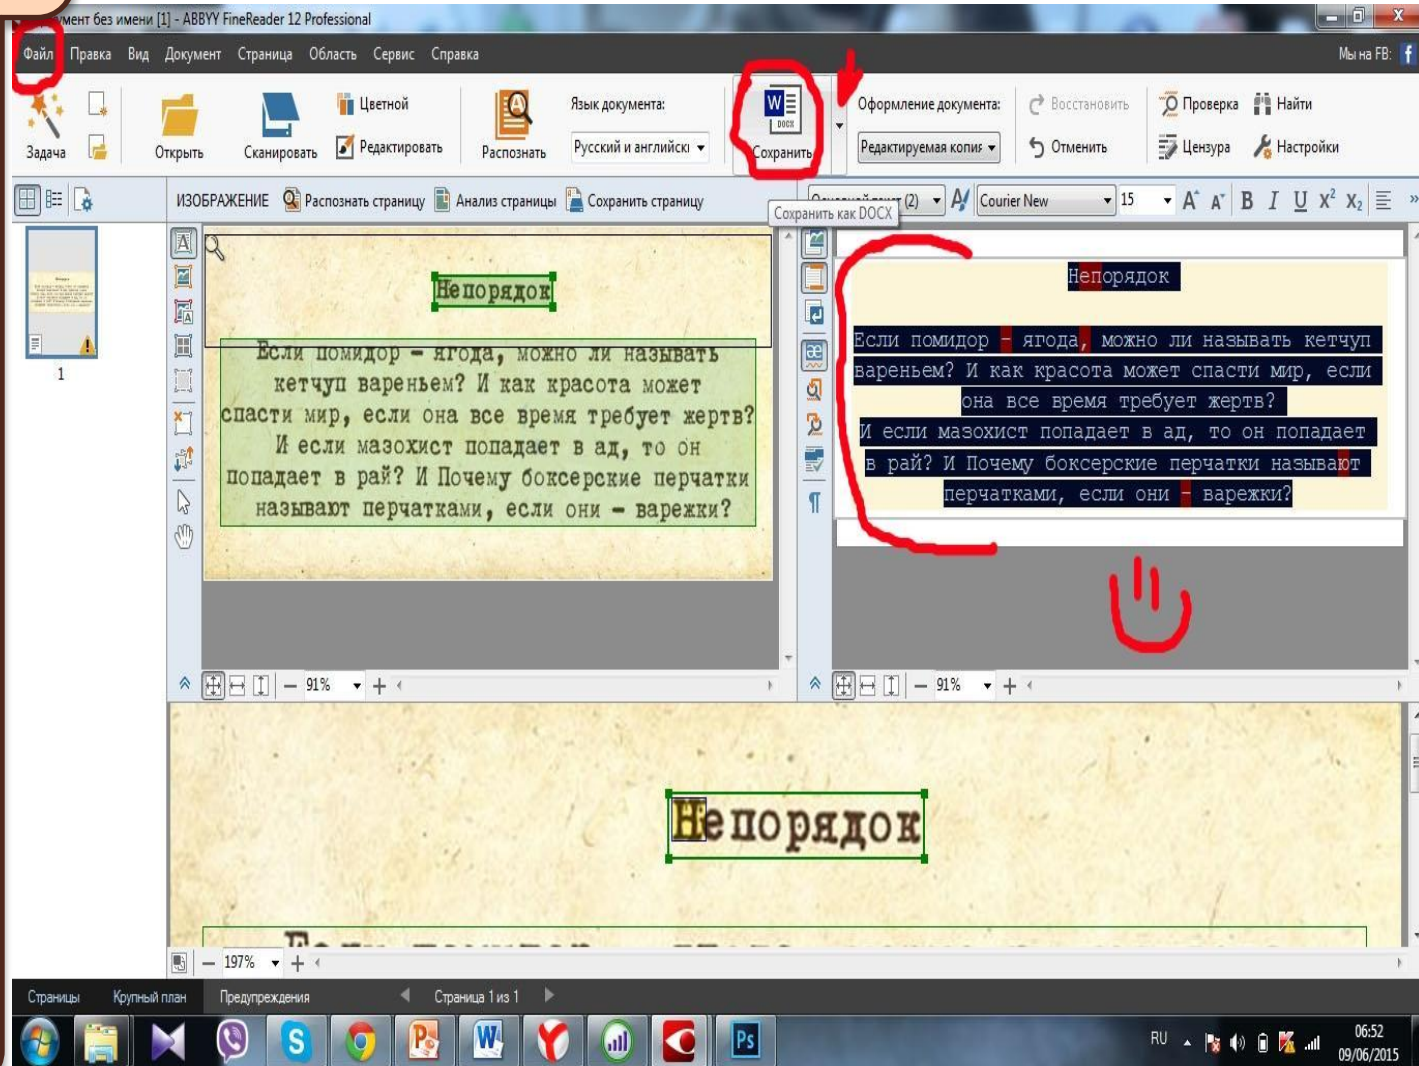 мент без имени [1] - ABBYY FineReader 12 Professional
Файл Правка Вид Документ Страница Область Сервис Справка Мы на FB: f
Задача
Открыть
Сканировать
Цветной
Редактировать
Распознать
Язык документа:
Русский и английскі
W DOCX
Сохранить
Оформление документа:
Редактируемая копия
Восстановить
Отменить
Проверка
Цензура
Найти
Настройки
ИЗОБРАЖЕНИЕ Распознать страницу Анализ страницы Сохранить страницу
(2) Courier New 15 A A B I U X² X₂ »
Сохранить как DOCX
1
Непорядок
Если помидор – ягода, можно ли называть
кетчуп вареньем? И как красота может
спасти мир, если она все время требует жертв?
И если мазохист попадает в ад, то он
попадает в рай? И Почему боксерские перчатки
называют перчатками, если они – варежки?
91%
Непорядок
Если помидор – ягода, можно ли называть кетчуп
вареньем? И как красота может спасти мир, если
она все время требует жертв?
И если мазохист попадает в ад, то он попадает
в рай? И Почему боксерские перчатки называют
перчатками, если они – варежки?
91%
Непорядок
197%
Страницы Крупный план Предупреждения Страница 1 из 1
Ps
RU
06:52
09/06/2015